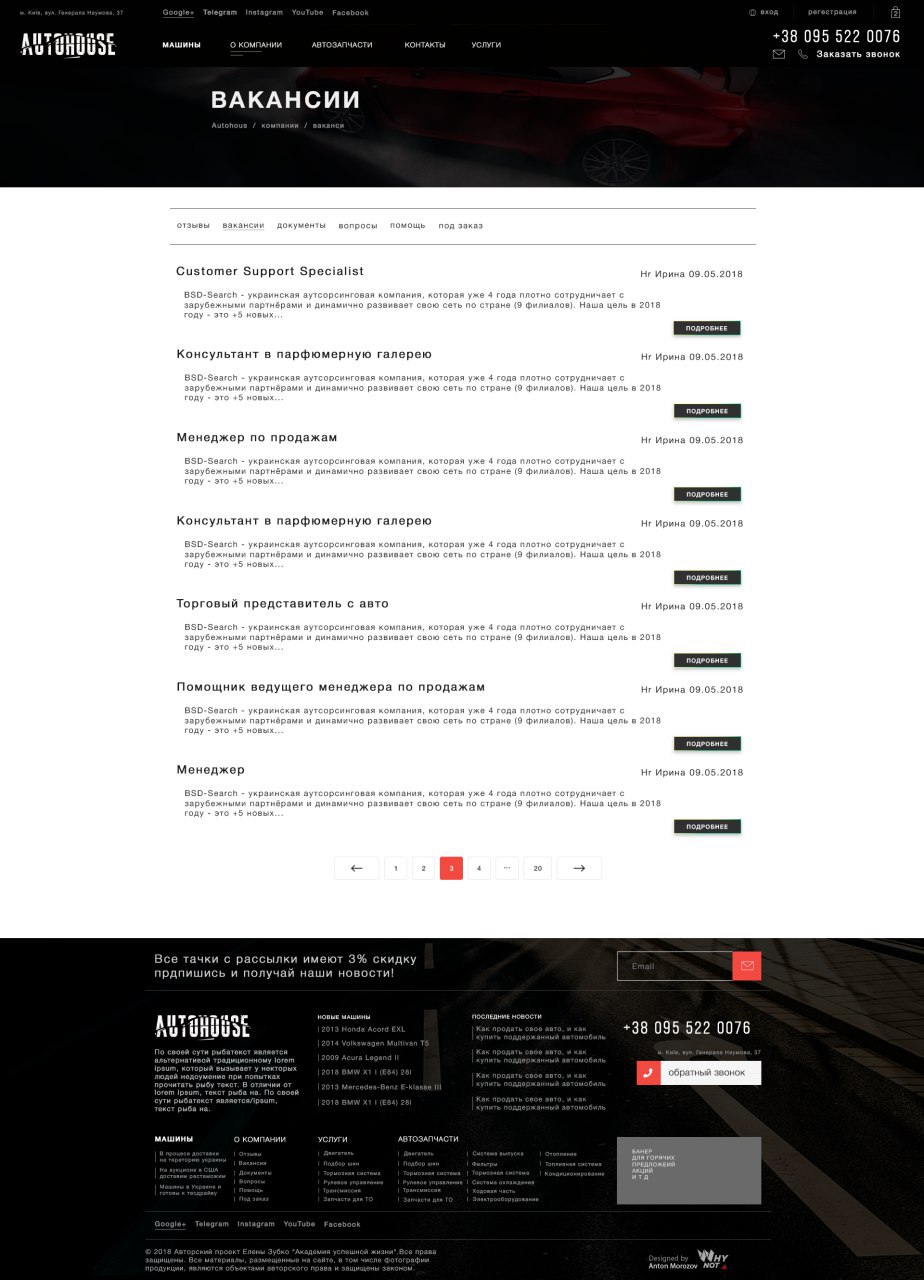 м. Київ, вул. Генерала Наумова, 37
Google+ Telegram Instagram YouTube Facebook
вход регистрация 2
AUTOHOUSE
МАШИНЫ О КОМПАНИИ АВТОЗАПЧАСТИ КОНТАКТЫ УСЛУГИ
+38 095 522 0076
Заказать звонок
ВАКАНСИИ
Autohous / компании / ваканси
отзывы вакансии документы вопросы помощь под заказ
Customer Support Specialist
Hr Ирина 09.05.2018
BSD-Search - украинская аутсорсинговая компания, которая уже 4 года плотно сотрудничает с
зарубежными партнёрами и динамично развивает свою сеть по стране (9 филиалов). Наша цель в 2018
году - это +5 новых...
ПОДРОБНЕЕ
Консультант в парфюмерную галерею
Hr Ирина 09.05.2018
BSD-Search - украинская аутсорсинговая компания, которая уже 4 года плотно сотрудничает с
зарубежными партнёрами и динамично развивает свою сеть по стране (9 филиалов). Наша цель в 2018
году - это +5 новых...
ПОДРОБНЕЕ
Менеджер по продажам
Hr Ирина 09.05.2018
BSD-Search - украинская аутсорсинговая компания, которая уже 4 года плотно сотрудничает с
зарубежными партнёрами и динамично развивает свою сеть по стране (9 филиалов). Наша цель в 2018
году - это +5 новых...
ПОДРОБНЕЕ
Консультант в парфюмерную галерею
Hr Ирина 09.05.2018
BSD-Search - украинская аутсорсинговая компания, которая уже 4 года плотно сотрудничает с
зарубежными партнёрами и динамично развивает свою сеть по стране (9 филиалов). Наша цель в 2018
году - это +5 новых...
ПОДРОБНЕЕ
Торговый представитель с авто
Hr Ирина 09.05.2018
BSD-Search - украинская аутсорсинговая компания, которая уже 4 года плотно сотрудничает с
зарубежными партнёрами и динамично развивает свою сеть по стране (9 филиалов). Наша цель в 2018
году - это +5 новых...
ПОДРОБНЕЕ
Помощник ведущего менеджера по продажам
Hr Ирина 09.05.2018
BSD-Search - украинская аутсорсинговая компания, которая уже 4 года плотно сотрудничает с
зарубежными партнёрами и динамично развивает свою сеть по стране (9 филиалов). Наша цель в 2018
году - это +5 новых...
ПОДРОБНЕЕ
Менеджер
Hr Ирина 09.05.2018
BSD-Search - украинская аутсорсинговая компания, которая уже 4 года плотно сотрудничает с
зарубежными партнёрами и динамично развивает свою сеть по стране (9 филиалов). Наша цель в 2018
году - это +5 новых...
ПОДРОБНЕЕ
← 1 2 3 4 ... 20 →
Все тачки с рассылки имеют 3% скидку
прдпишись и получай наши новости!
Email
AUTOHOUSE
По своей сути рыбатекст является
альтернативой традиционному lorem
ipsum, который вызывает у некторых
людей недоумение при попытках
прочитать рыбу текст. В отличии от
lorem ipsum, текст рыба на. По своей
сути рыбатекст является/ipsum,
текст рыба на.
НОВЫЕ МАШИНЫ
2013 Honda Acord EXL
2014 Volkswagen Multivan T5
2009 Acura Legend II
2018 BMW X1 I (E84) 28I
2013 Mercedes-Benz E-klasse III
2018 BMW X1 I (E84) 28I
ПОСЛЕДНИЕ НОВОСТИ
Как продать свое авто, и как
купить поддержанный автомобиль
Как продать свое авто, и как
купить поддержанный автомобиль
Как продать свое авто, и как
купить поддержанный автомобиль
Как продать свое авто, и как
купить поддержанный автомобиль
+38 095 522 0076
м. Київ, вул. Генерала Наумова, 37
обратный звонок
МАШИНЫ
В процесе доставки
на тереторию украины
На аукционе в США
доставим растаможим
Машины в Украине и
готовы к тесдрайву
О КОМПАНИИ
Отзывы
Вакансии
Документы
Вопросы
Помощь
Под заказ
УСЛУГИ
Двигатель
Подбор шин
Тормозная система
Рулевое управление
Трансмиссия
Запчасти для ТО
АВТОЗАПЧАСТИ
Двигатель
Подбор шин
Тормозная система
Рулевое управление
Трансмиссия
Запчасти для ТО
Система выпуска
Фильтры
Тормозная система
Система охлаждения
Ходовая часть
Электрооборудование
Отопление
Топливная система
Кондиционирование
БАНЕР
ДЛЯ ГОРЯЧИХ
ПРЕДЛОЖЕИЙ
АКЦИЙ
И Т Д
Google+ Telegram Instagram YouTube Facebook
© 2018 Авторский проект Елены Зубко "Академия успешной жизни".Все права
защищены. Все материалы, размещенные на сайте, в том числе фотографии
продукции, являются объектами авторского права и защищены законом.
Designed by
Anton Morozov
WHY
NOT